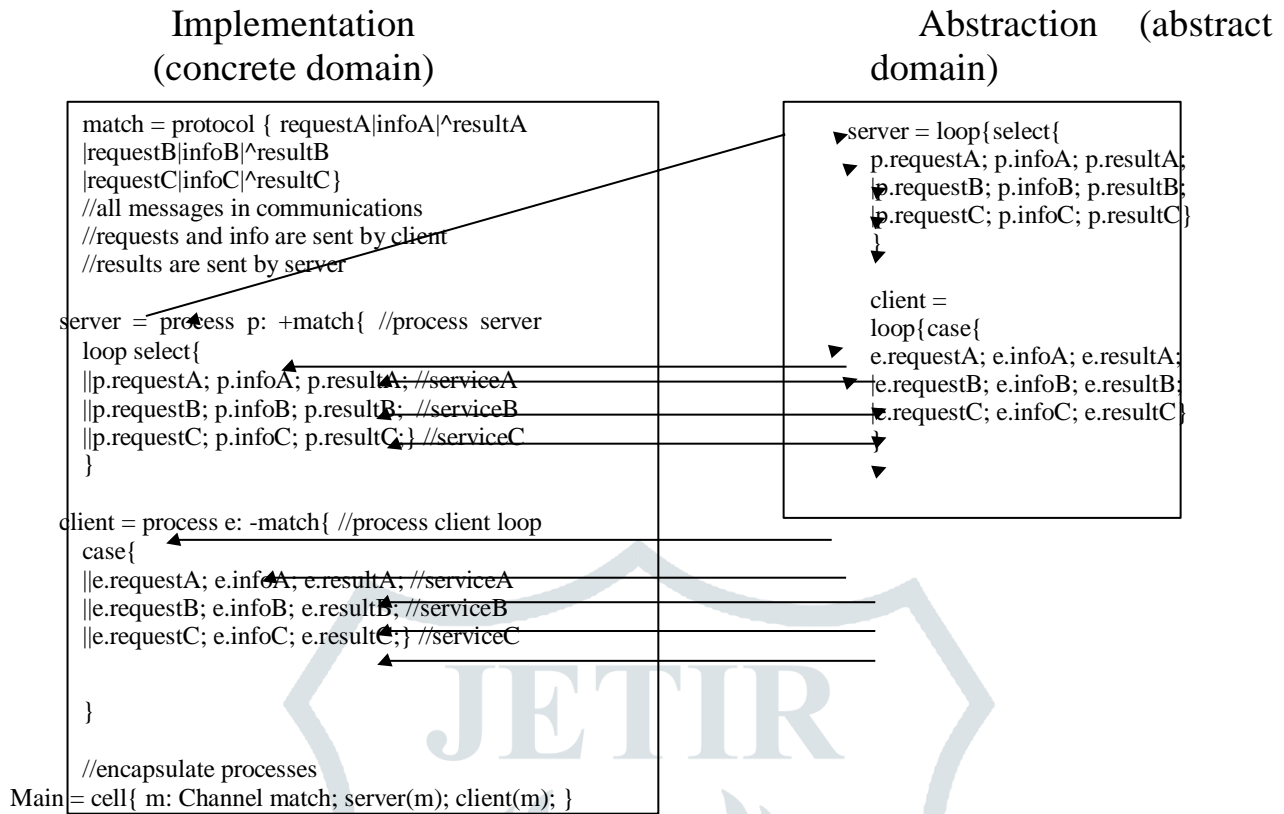 Implementation
(concrete domain)
match = protocol { requestA|infoA|^resultA
|requestB|infoB|^resultB
|requestC|infoC|^resultC}
//all messages in communications
//requests and info are sent by client
//results are sent by server
server = process p: +match{ //process server
loop select{
||p.requestA; p.infoA; p.resultA; //serviceA
||p.requestB; p.infoB; p.resultB; //serviceB
||p.requestC; p.infoC; p.resultC;} //serviceC
}
client = process e: -match{ //process client loop
case{
||e.requestA; e.infoA; e.resultA; //serviceA
||e.requestB; e.infoB; e.resultB; //serviceB
||e.requestC; e.infoC; e.resultC;} //serviceC
}
//encapsulate processes
Main = cell{ m: Channel match; server(m); client(m); }
Abstraction (abstract
domain)
server = loop{select{
p.requestA; p.infoA; p.resultA;
|p.requestB; p.infoB; p.resultB;
|p.requestC; p.infoC; p.resultC}
}
client =
loop{case{
e.requestA; e.infoA; e.resultA;
|e.requestB; e.infoB; e.resultB;
|e.requestC; e.infoC; e.resultC}
}
JETIR